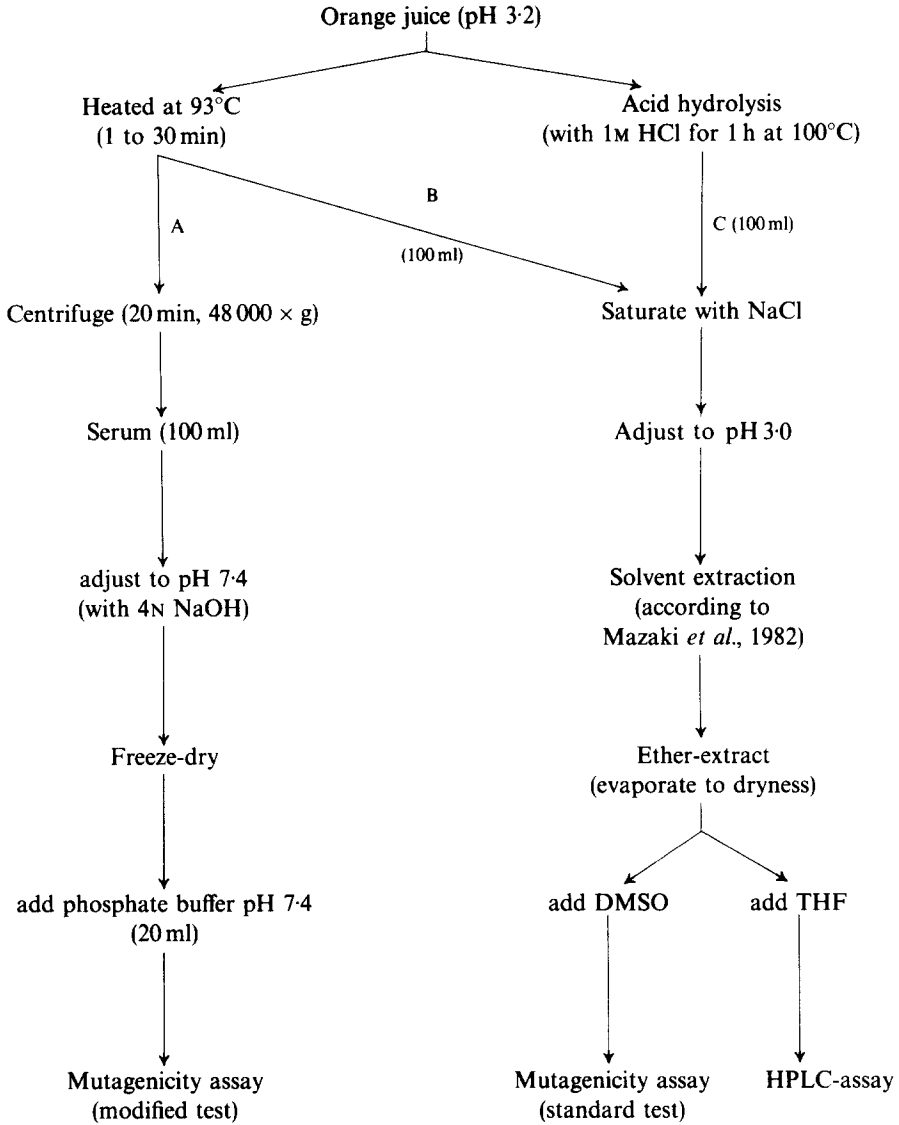 Orange juice (pH 3·2)
Heated at 93°C
(1 to 30 min)
Acid hydrolysis
(with 1M HCl for 1 h at 100°C)
A
B
(100 ml)
C (100 ml)
Centrifuge (20 min, 48 000 × g)
Saturate with NaCl
Serum (100 ml)
Adjust to pH 3·0
adjust to pH 7·4
(with 4N NaOH)
Solvent extraction
(according to
Mazaki et al., 1982)
Freeze-dry
Ether-extract
(evaporate to dryness)
add phosphate buffer pH 7·4
(20 ml)
add DMSO
add THF
Mutagenicity assay
(modified test)
Mutagenicity assay
(standard test)
HPLC-assay